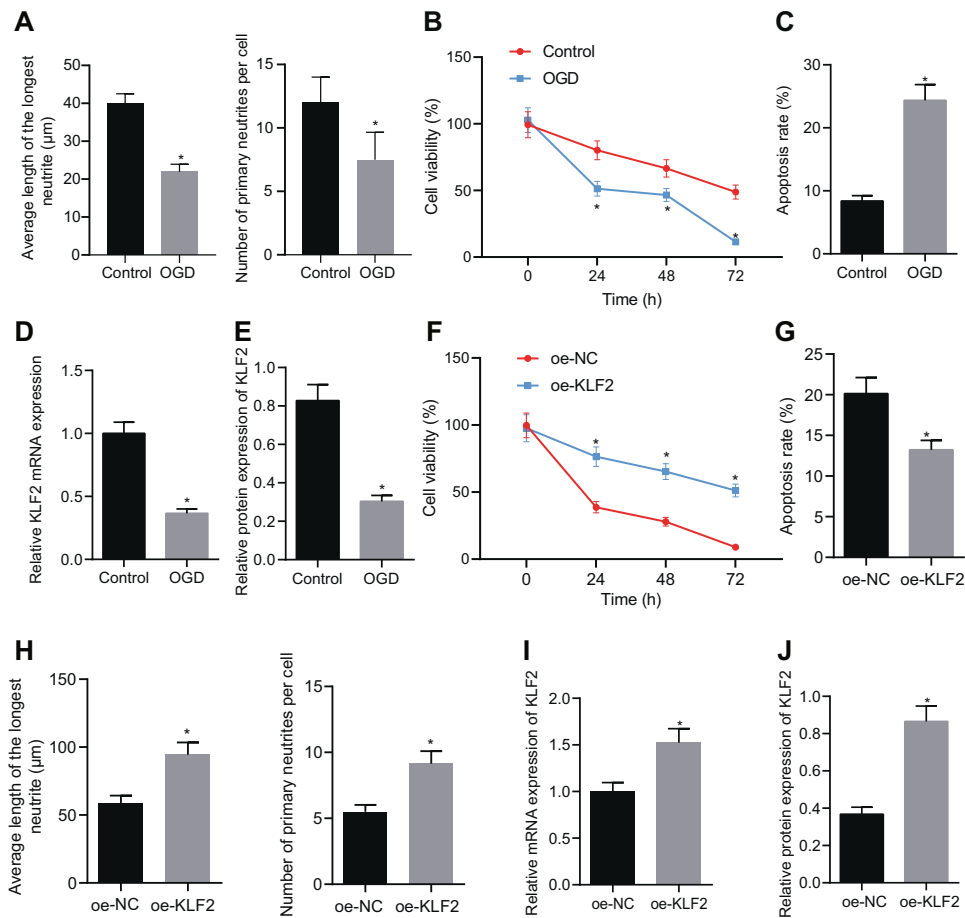 A
Average length of the longest
neutrite (μm)
50
40
30
20
10
0
*
Control
OGD
Number of primary neutrites per cell
15
10
5
0
*
Control
OGD
B
Cell viability (%)
150
100
50
0
Control
OGD
*
*
*
0
24
48
72
Time (h)
C
Apoptosis rate (%)
30
20
10
0
*
Control
OGD
D
Relative KLF2 mRNA expression
1.5
1.0
0.5
0.0
*
Control
OGD
E
Relative protein expression of KLF2
1.0
0.8
0.6
0.4
0.2
0.0
*
Control
OGD
F
Cell viability (%)
150
100
50
0
oe-NC
oe-KLF2
*
*
*
0
24
48
72
Time (h)
G
Apoptosis rate (%)
25
20
15
10
5
0
*
oe-NC
oe-KLF2
H
Average length of the longest
neutrite (μm)
150
100
50
0
*
oe-NC
oe-KLF2
Number of primary neutrites per cell
15
10
5
0
*
oe-NC
oe-KLF2
I
Relative mRNA expression of KLF2
2.0
1.5
1.0
0.5
0.0
*
oe-NC
oe-KLF2
J
Relative protein expression of KLF2
1.0
0.8
0.6
0.4
0.2
0.0
*
oe-NC
oe-KLF2